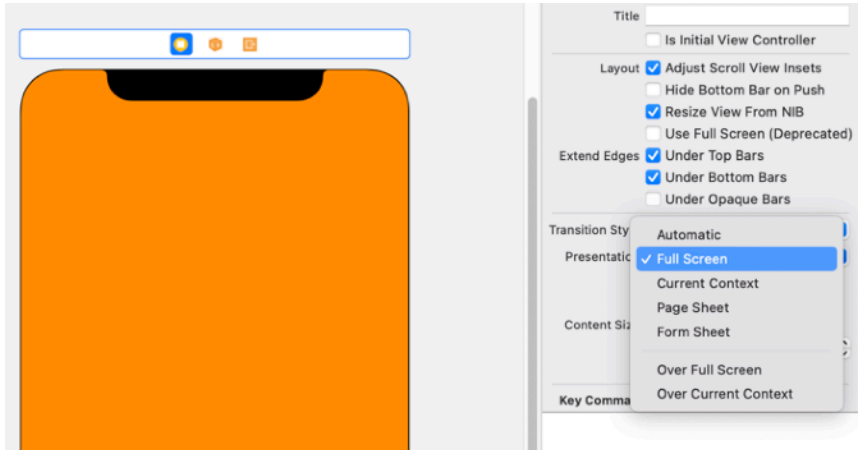 Title
Is Initial View Controller
Layout Adjust Scroll View Insets
Hide Bottom Bar on Push
Resize View From NIB
Use Full Screen (Deprecated)
Extend Edges Under Top Bars
Under Bottom Bars
Under Opaque Bars
Transition Sty
Automatic
Presentatio
Full Screen
Current Context
Page Sheet
Content Siz
Form Sheet
Over Full Screen
Over Current Context
Key Comma